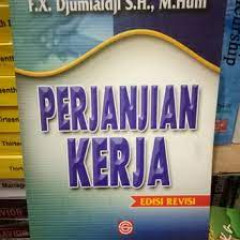 F.X. Djumialdji S.H., M.Hum
PERJANJIAN
KERJA
EDISI REVISI